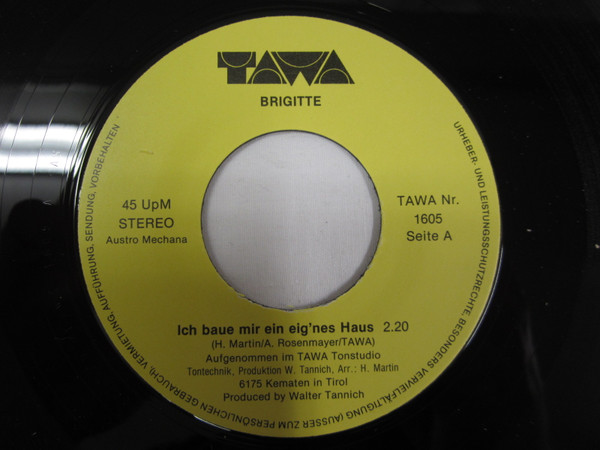 TAWA
BRIGITTE
45 UpM
STEREO
Austro Mechana
TAWA Nr.
1605
Seite A
Ich baue mir ein eig'nes Haus 2.20
(H. Martin/A. Rosenmayer/TAWA)
Aufgenommen im TAWA Tonstudio
Tontechnik, Produktion W. Tannich, Arr.: H. Martin
6175 Kematen in Tirol
Produced by Walter Tannich
URHEBER- UND LEISTUNGSSCHUTZRECHTE, BESONDERS VERVIELFÄLTIGUNG (AUSSER ZUM PERSÖNLICHEN GEBRAUCH), VERMIETUNG, AUFFÜHRUNG, SENDUNG, VORBEHALTEN